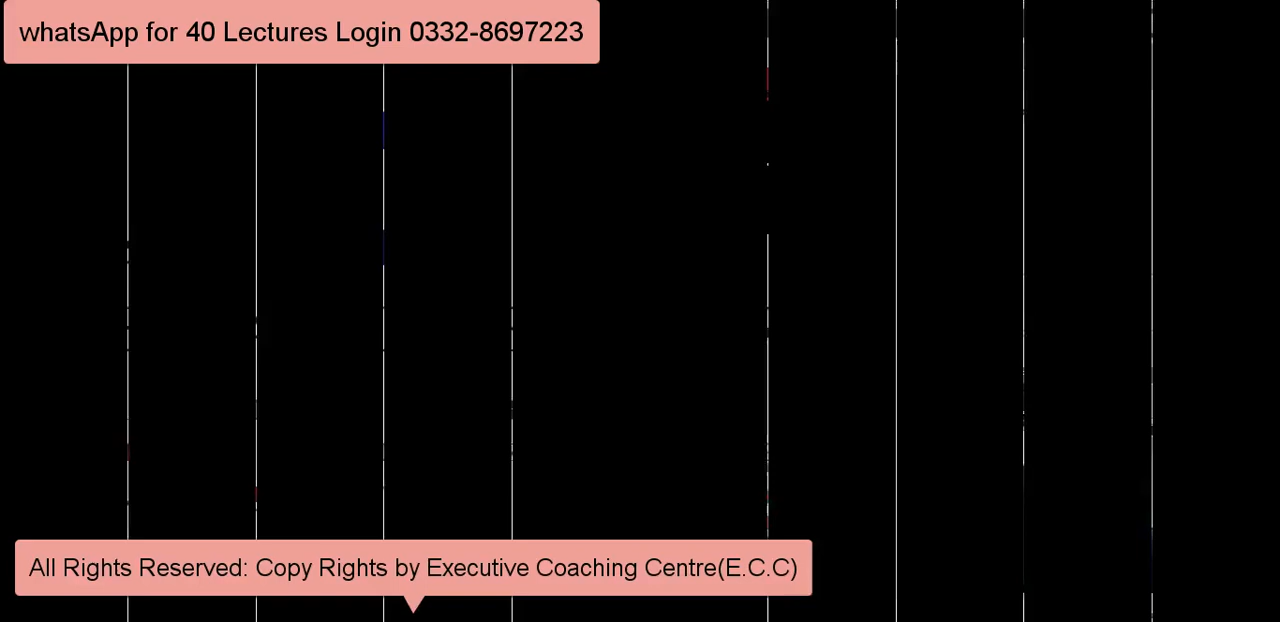 whatsApp for 40 Lectures Login 0332-8697223
All Rights Reserved: Copy Rights by Executive Coaching Centre(E.C.C)